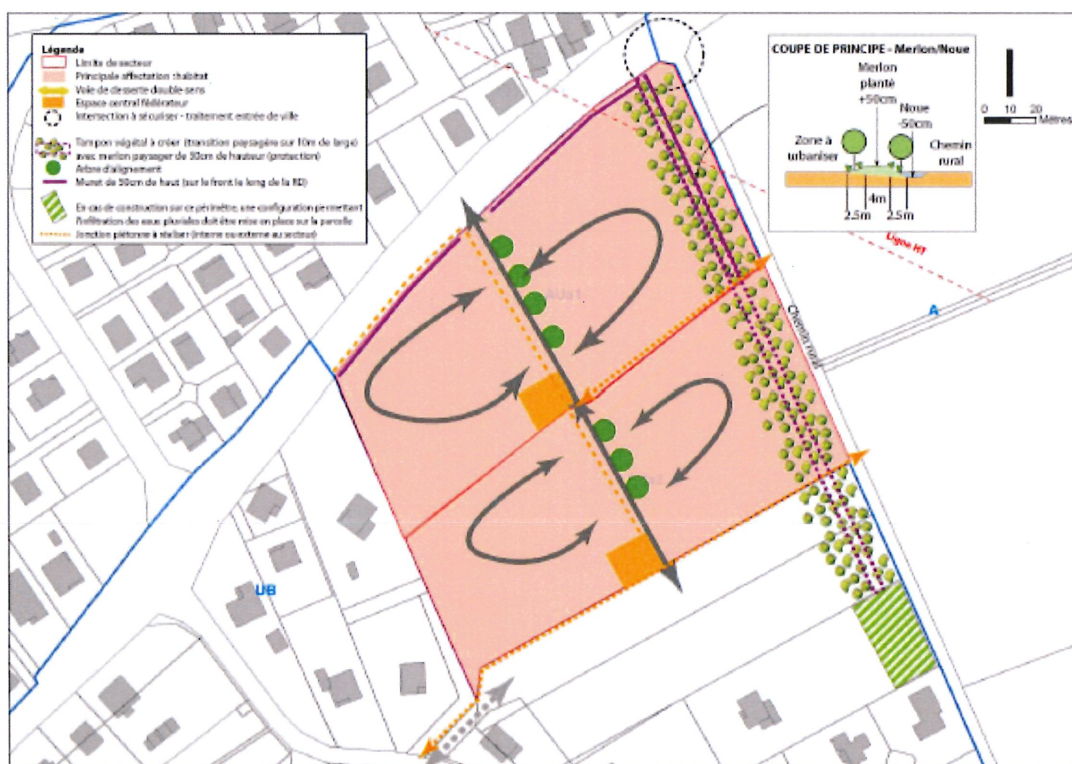 Légende
Limite de secteur
Principale affectation :habitat
Voie de desserte double-sens
Espace central fédérateur
Intersection à sécuriser - traitement entrée de ville
Tampon végétal à créer (transition paysagère sur 10m de large)
avec merlon paysager de 50cm de hauteur (protection)
Arbre d'alignement
Muret de 50cm de haut (sur le front le long de la RD)
En cas de construction sur ce périmètre, une configuration permettant
l'infiltration des eaux pluviales doit être mise en place sur la parcelle
Jonction piétonne à réaliser (interne ou externe au secteur)
COUPE DE PRINCIPE - Merlon/Noue
Merlon
planté
+50cm
Noue
-50cm
Zone à
urbaniser
Chemin
rural
4m
2.5m
2.5m
0 10 20
Mètres
Ligne HT
A
Chemin rural
AUa1
UB